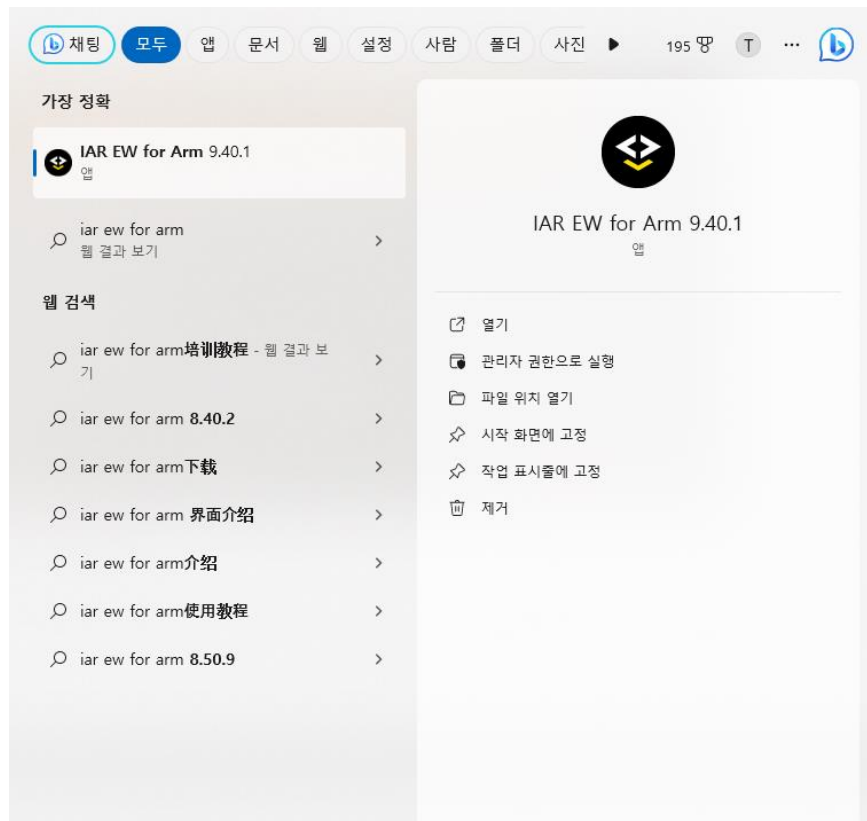 채팅 모두 앱 문서 웹 설정 사람 폴더 사진 195 T
가장 정확
IAR EW for Arm 9.40.1
앱
iar ew for arm
웹 결과 보기
웹 검색
iar ew for arm培训教程 - 웹 결과 보
기
iar ew for arm 8.40.2
iar ew for arm下载
iar ew for arm 界面介绍
iar ew for arm介绍
iar ew for arm使用教程
iar ew for arm 8.50.9
IAR EW for Arm 9.40.1
앱
열기
관리자 권한으로 실행
파일 위치 열기
시작 화면에 고정
작업 표시줄에 고정
제거